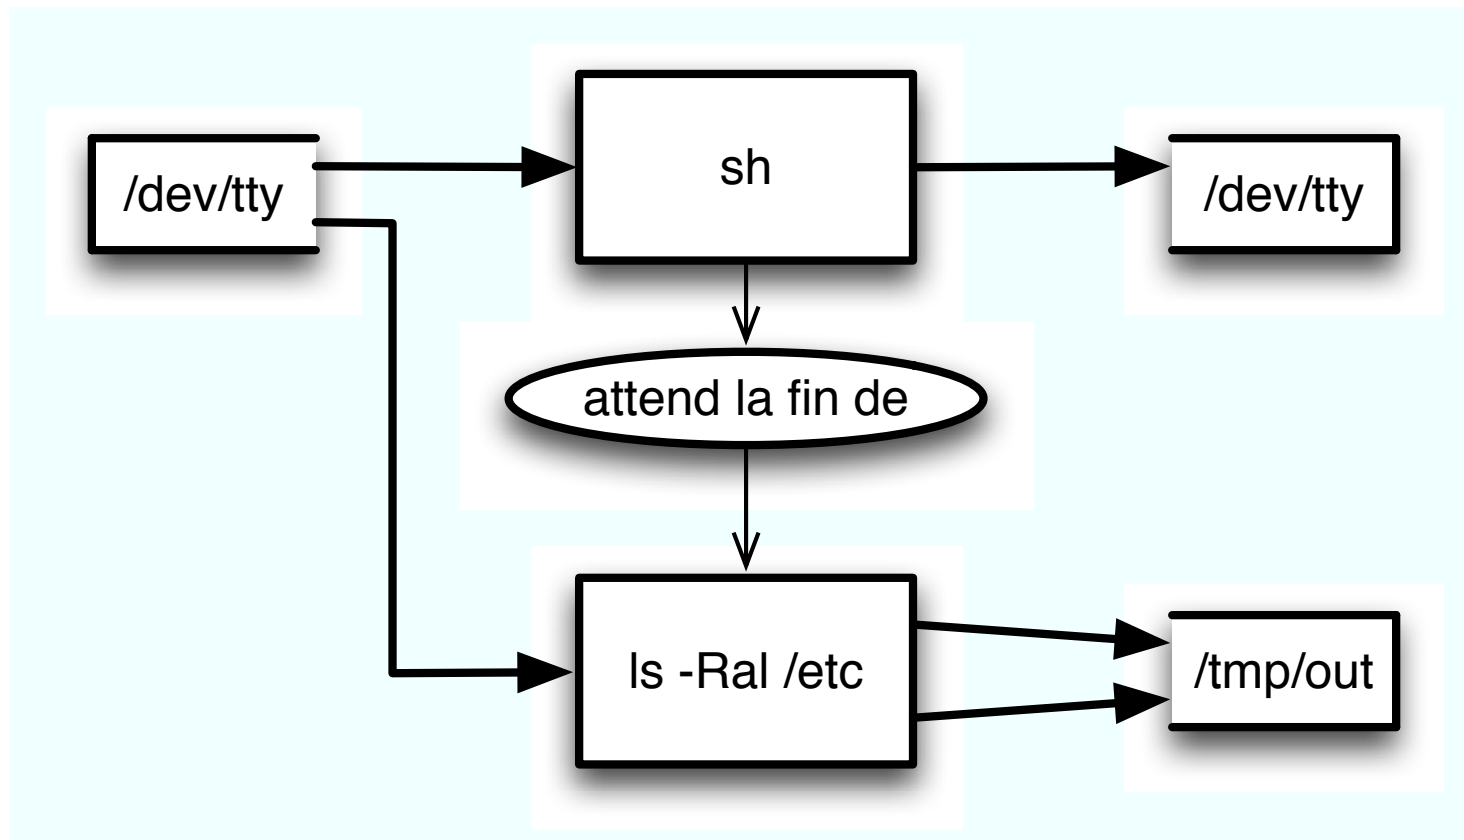 /dev/tty
sh
/dev/tty
attend la fin de
ls -Ral /etc
/tmp/out